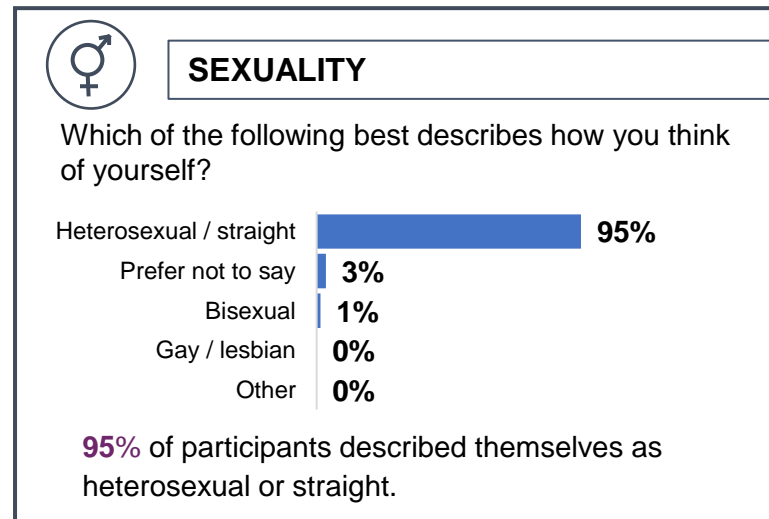 SEXUALITY
Which of the following best describes how you think
of yourself?
Heterosexual / straight 95%
Prefer not to say 3%
Bisexual 1%
Gay / lesbian 0%
Other 0%
95% of participants described themselves as
heterosexual or straight.